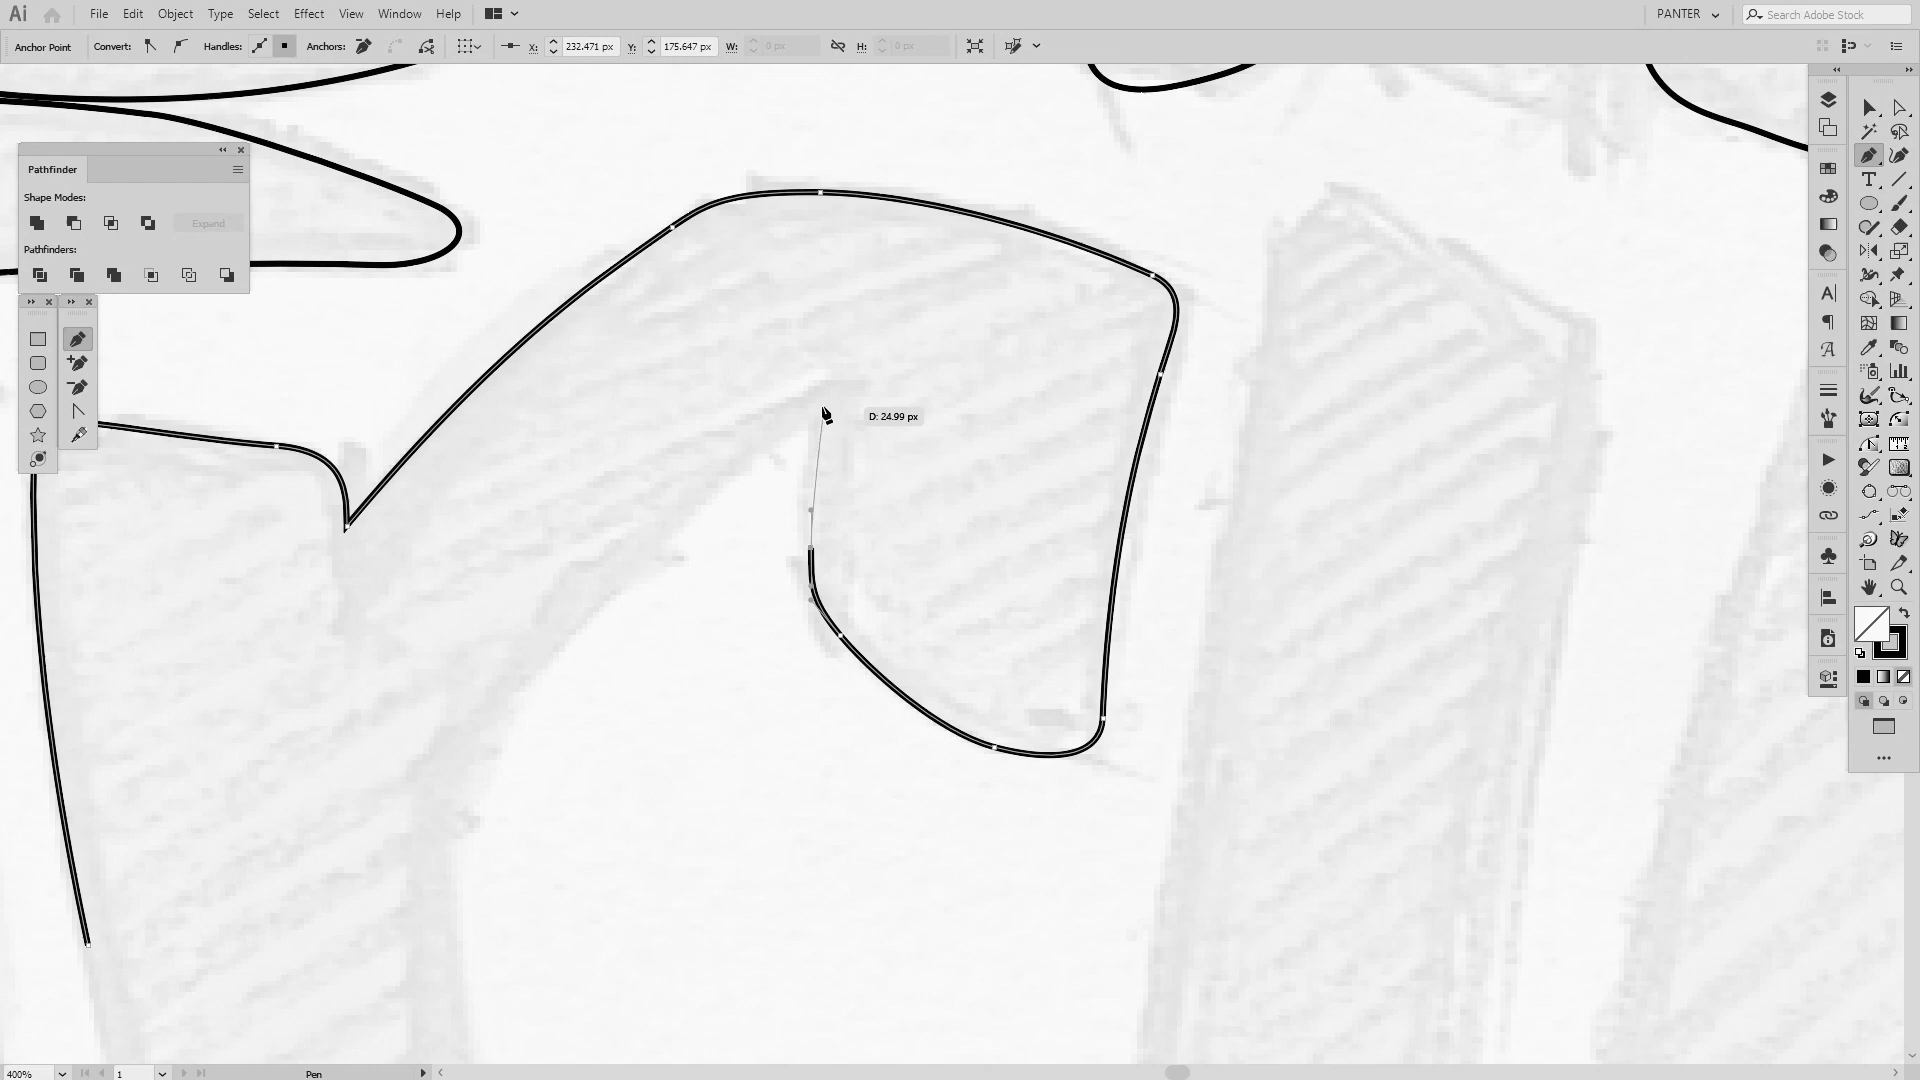 Ai File Edit Object Type Select Effect View Window Help PANTER Search Adobe Stock
Anchor Point Convert: Handles: Anchors: X: 232.471 px Y: 175.647 px W: 0 px H: 0 px
Pathfinder
Shape Modes:
Expand
Pathfinders:
D: 24.99 px
400% 1 Pen